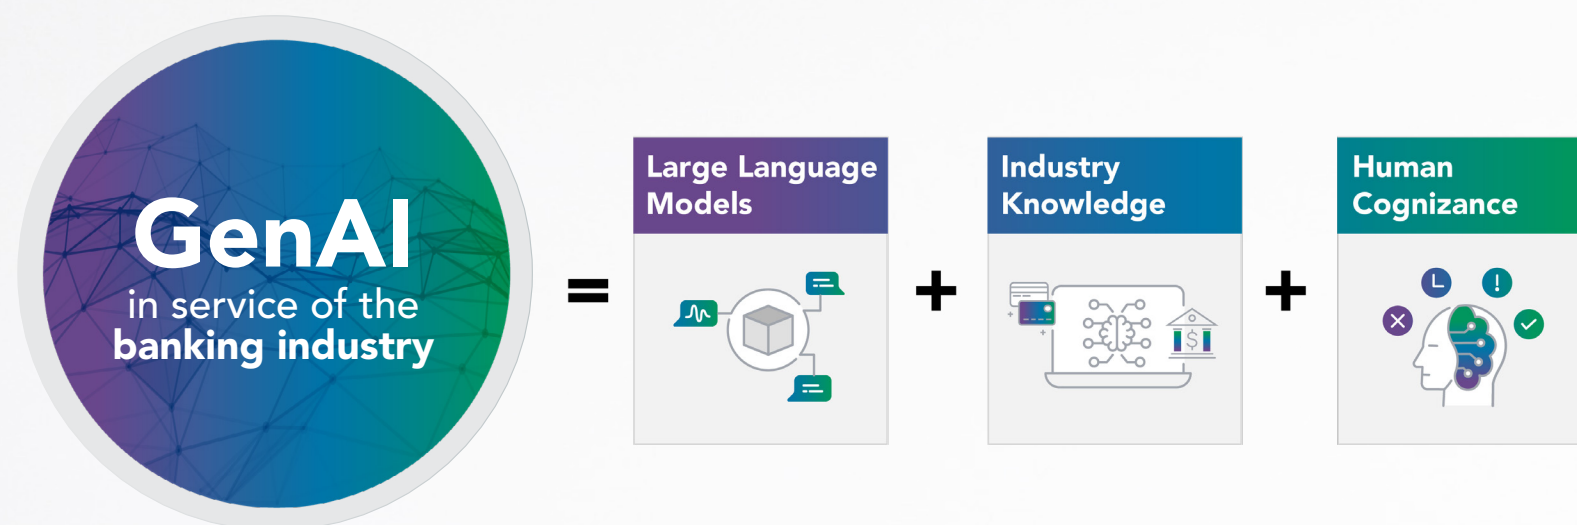 GenAI
in service of the
banking industry
=
Large Language
Models
+
Industry
Knowledge
$
+
Human
Cognizance
!